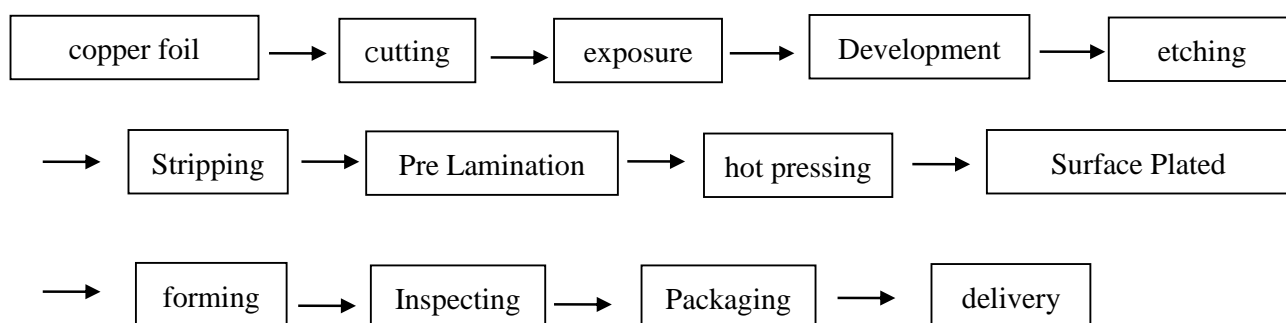 copper foil cutting exposure Development etching
Stripping Pre Lamination hot pressing Surface Plated
forming Inspecting Packaging delivery